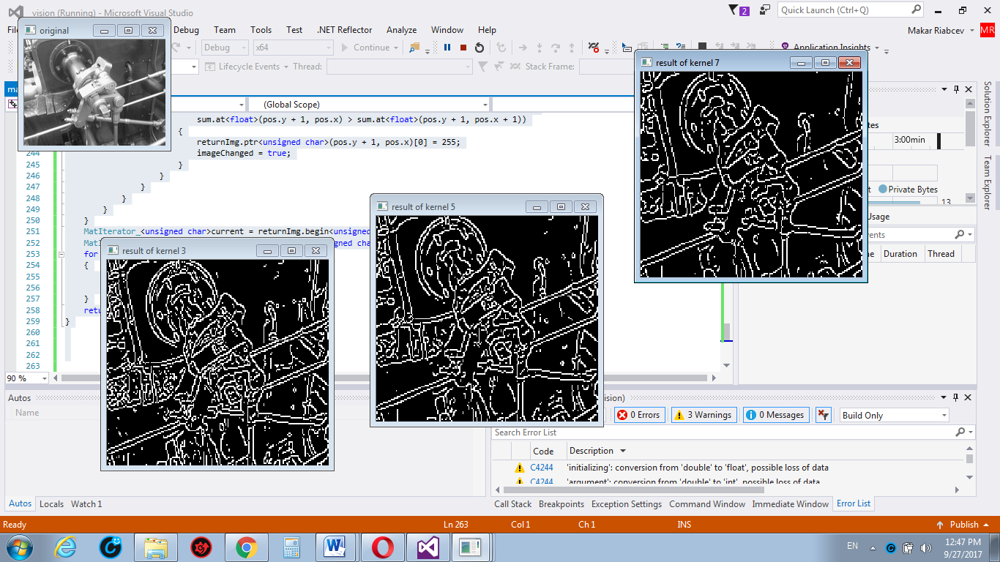 vision (Running) - Microsoft Visual Studio
2
Quick Launch (Ctrl+Q)
Debug Team Tools Test .NET Reflector Analyze Window Help
Makar Riabcev
MR
original
Debug
x64
Continue
Application Insights
Lifecycle Events
Thread:
Stack Frame:
(Global Scope)
sum.at<float>(pos.y + 1, pos.x) > sum.at<float>(pos.y + 1, pos.x + 1))
{
returnImg.ptr<unsigned char>(pos.y + 1, pos.x)[0] = 255;
244 imageChanged = true;
245 }
246 }
247 }
248 }
249 }
250 }
251 MatIterator_<unsigned char>current = returnImg.begin<unsigned
252
253 for
254 {
255
256
257 }
258
259 }
260
261
262
263
90 %
result of kernel 3
result of kernel 5
result of kernel 7
3:00min
Private Bytes
13
Usage
Duration
Thread
Solution Explorer
Team Explorer
Autos
Name
Autos Locals Watch 1
0 Errors
3 Warnings
0 Messages
Build Only
Search Error List
Code
Description
C4244 'initializing': conversion from 'double' to 'float', possible loss of data
C4244 'argument': conversion from 'double' to 'int', possible loss of data
Call Stack Breakpoints Exception Settings Command Window Immediate Window Error List
Ready
Ln 263
Col 1
Ch 1
INS
Publish
EN
12:47 PM
9/27/2017